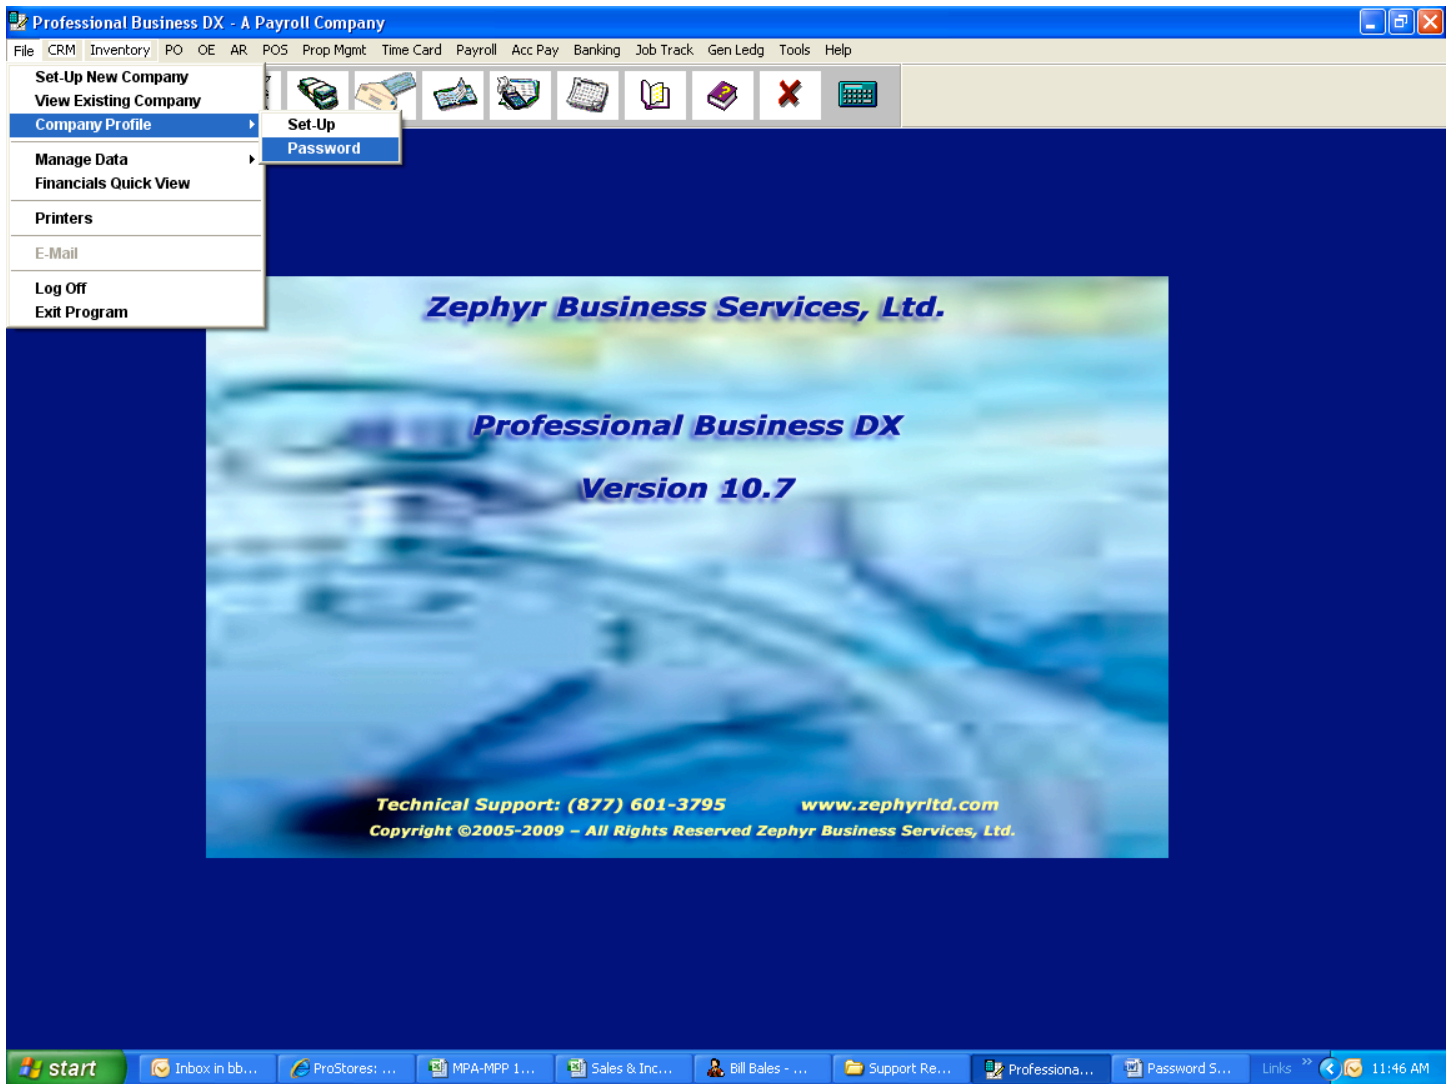 Professional Business DX - A Payroll Company
File CRM Inventory PO OE AR POS Prop Mgmt Time Card Payroll Acc Pay Banking Job Track Gen Ledg Tools Help
Set-Up New Company
View Existing Company
Company Profile
Set-Up
Password
Manage Data
Financials Quick View
Printers
E-Mail
Log Off
Exit Program
Zephyr Business Services, Ltd.
Professional Business DX
Version 10.7
Technical Support: (877) 601-3795 www.zephyrltd.com
Copyright ©2005-2009 – All Rights Reserved Zephyr Business Services, Ltd.
start Inbox in bb... ProStores: ... MPA-MPP 1... Sales & Inc... Bill Bales - ... Support Re... Professiona... Password S... Links 11:46 AM